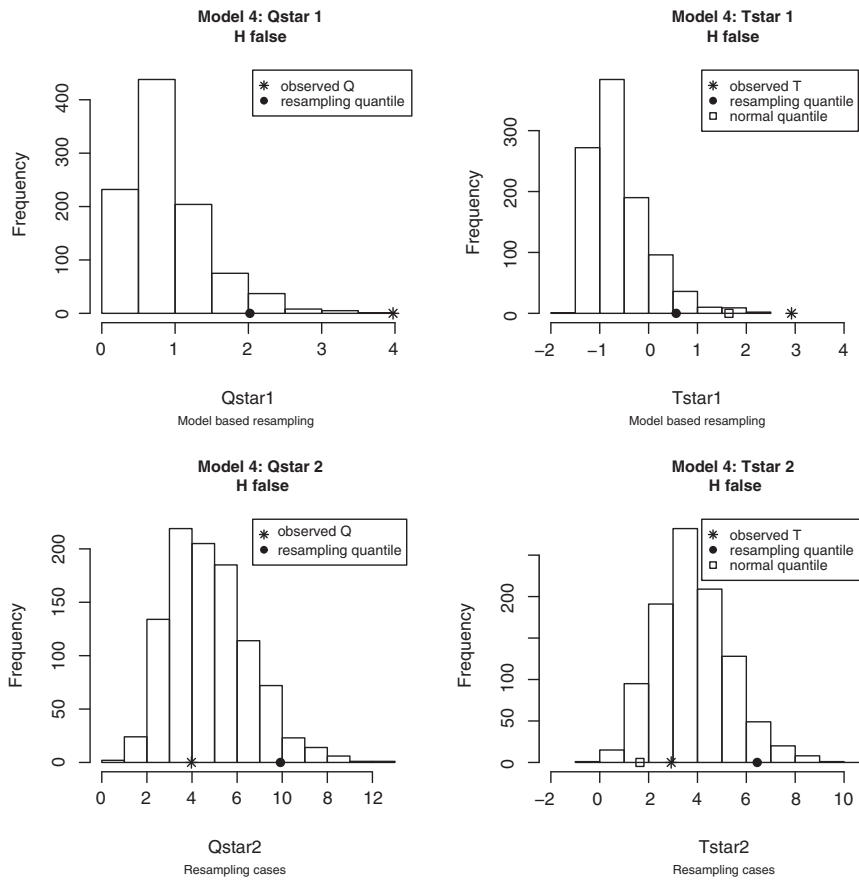 Model 4: Qstar 1
H false
observed Q
resampling quantile
Frequency
400
300
200
100
0
0 1 2 3 4
Qstar1
Model based resampling
Model 4: Tstar 1
H false
observed T
resampling quantile
normal quantile
Frequency
300
200
100
0
−2 −1 0 1 2 3 4
Tstar1
Model based resampling
Model 4: Qstar 2
H false
observed Q
resampling quantile
Frequency
200
150
100
50
0
0 2 4 6 10 12
Qstar2
Resampling cases
Model 4: Tstar 2
H false
observed T
resampling quantile
normal quantile
Frequency
200
100
50
0
−2 0 2 4 6 8 10
Tstar2
Resampling cases